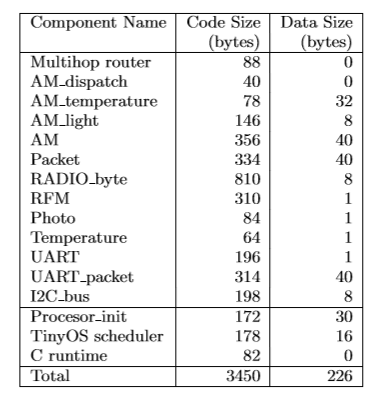 Component Name Code Size Data Size
(bytes) (bytes)
Multihop router 88 0
AM_dispatch 40 0
AM_temperature 78 32
AM_light 146 8
AM 356 40
Packet 334 40
RADIO_byte 810 8
RFM 310 1
Photo 84 1
Temperature 64 1
UART 196 1
UART_packet 314 40
I2C_bus 198 8
Procesor_init 172 30
TinyOS scheduler 178 16
C runtime 82 0
Total 3450 226